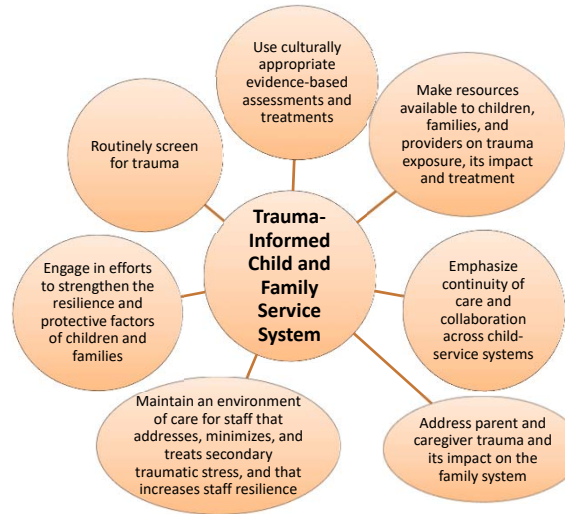 Use culturally
appropriate
evidence-based
assessments and
treatments
Make resources
available to children,
families, and
providers on trauma
exposure, its impact
and treatment
Routinely screen
for trauma
Trauma-
Informed
Child and
Family
Service
System
Engage in efforts
to strengthen the
resilience and
protective factors
of children and
families
Emphasize
continuity of
care and
collaboration
across child-
service systems
Maintain an environment
of care for staff that
addresses, minimizes, and
treats secondary
traumatic stress, and that
increases staff resilience
Address parent and
caregiver trauma and
its impact on the
family system